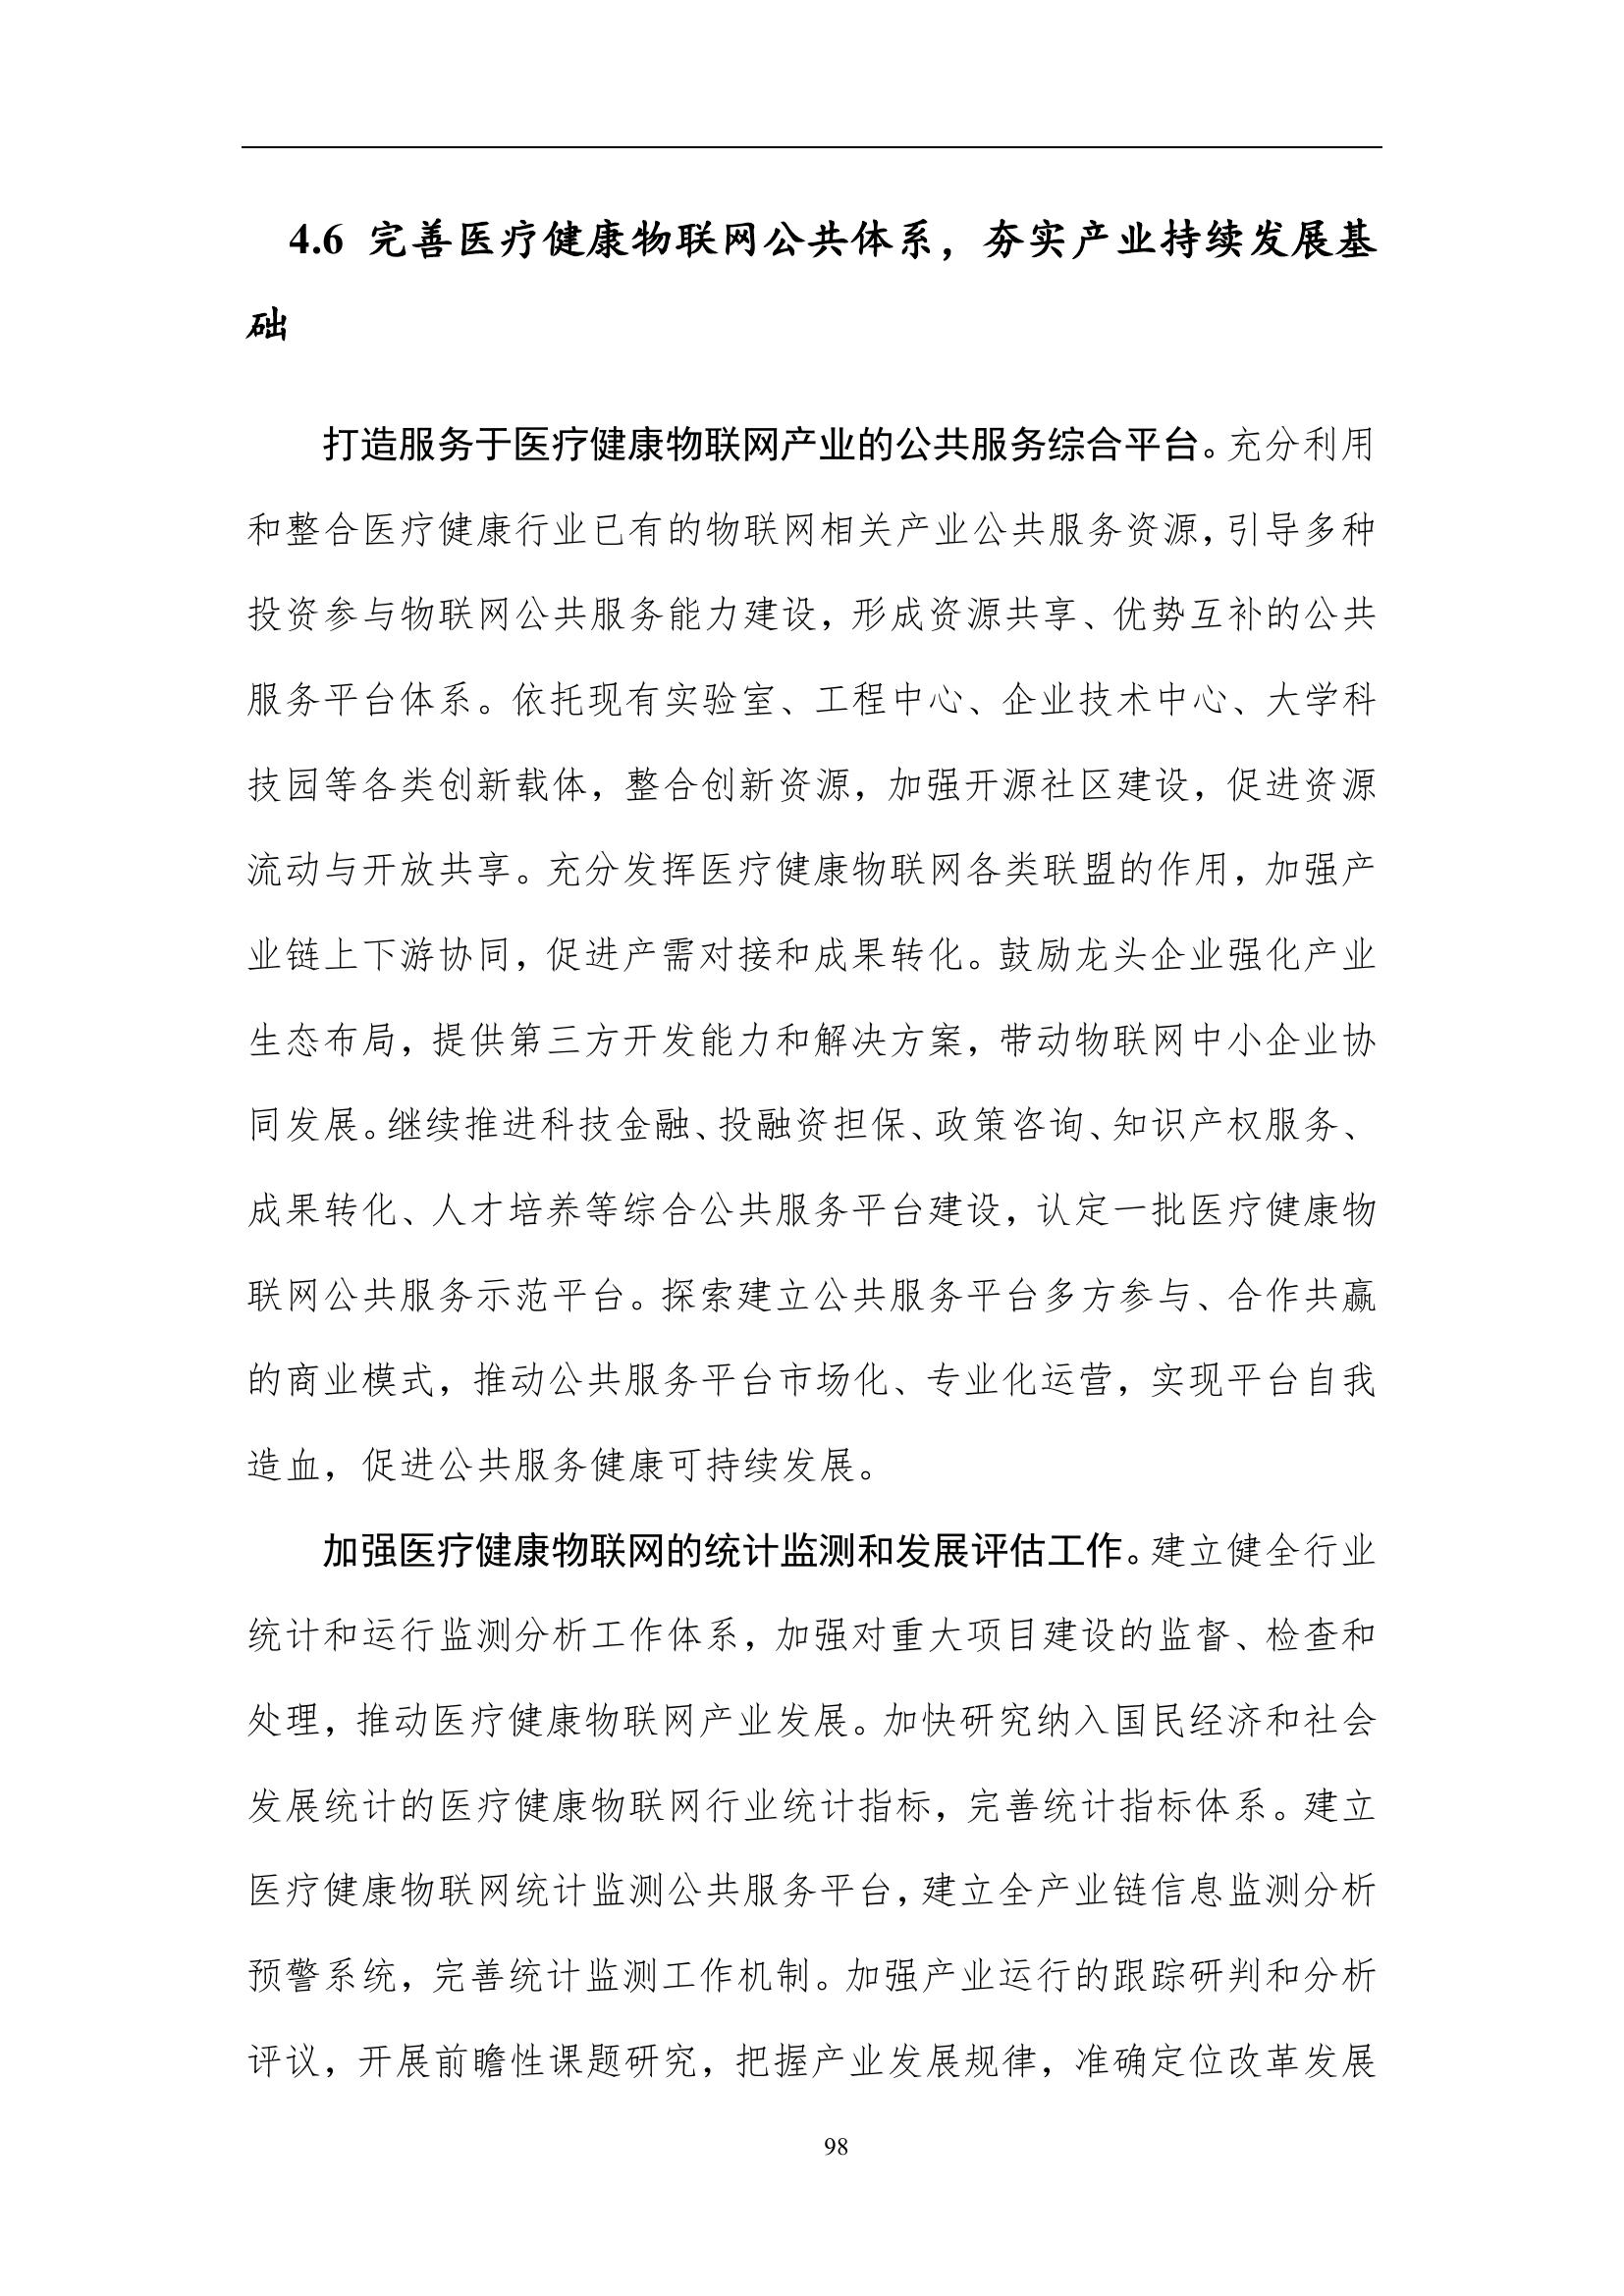 4.6 完善医疗健康物联网公共体系，夯实产业持续发展基
础
打造服务于医疗健康物联网产业的公共服务综合平台。充分利用
和整合医疗健康行业已有的物联网相关产业公共服务资源，引导多种
投资参与物联网公共服务能力建设，形成资源共享、优势互补的公共
服务平台体系。依托现有实验室、工程中心、企业技术中心、大学科
技园等各类创新载体，整合创新资源，加强开源社区建设，促进资源
流动与开放共享。充分发挥医疗健康物联网各类联盟的作用，加强产
业链上下游协同，促进产需对接和成果转化。鼓励龙头企业强化产业
生态布局，提供第三方开发能力和解决方案，带动物联网中小企业协
同发展。继续推进科技金融、投融资担保、政策咨询、知识产权服务、
成果转化、人才培养等综合公共服务平台建设，认定一批医疗健康物
联网公共服务示范平台。探索建立公共服务平台多方参与、合作共赢
的商业模式，推动公共服务平台市场化、专业化运营，实现平台自我
造血，促进公共服务健康可持续发展。
加强医疗健康物联网的统计监测和发展评估工作。建立健全行业
统计和运行监测分析工作体系，加强对重大项目建设的监督、检查和
处理，推动医疗健康物联网产业发展。加快研究纳入国民经济和社会
发展统计的医疗健康物联网行业统计指标，完善统计指标体系。建立
医疗健康物联网统计监测公共服务平台，建立全产业链信息监测分析
预警系统，完善统计监测工作机制。加强产业运行的跟踪研判和分析
评议，开展前瞻性课题研究，把握产业发展规律，准确定位改革发展
98